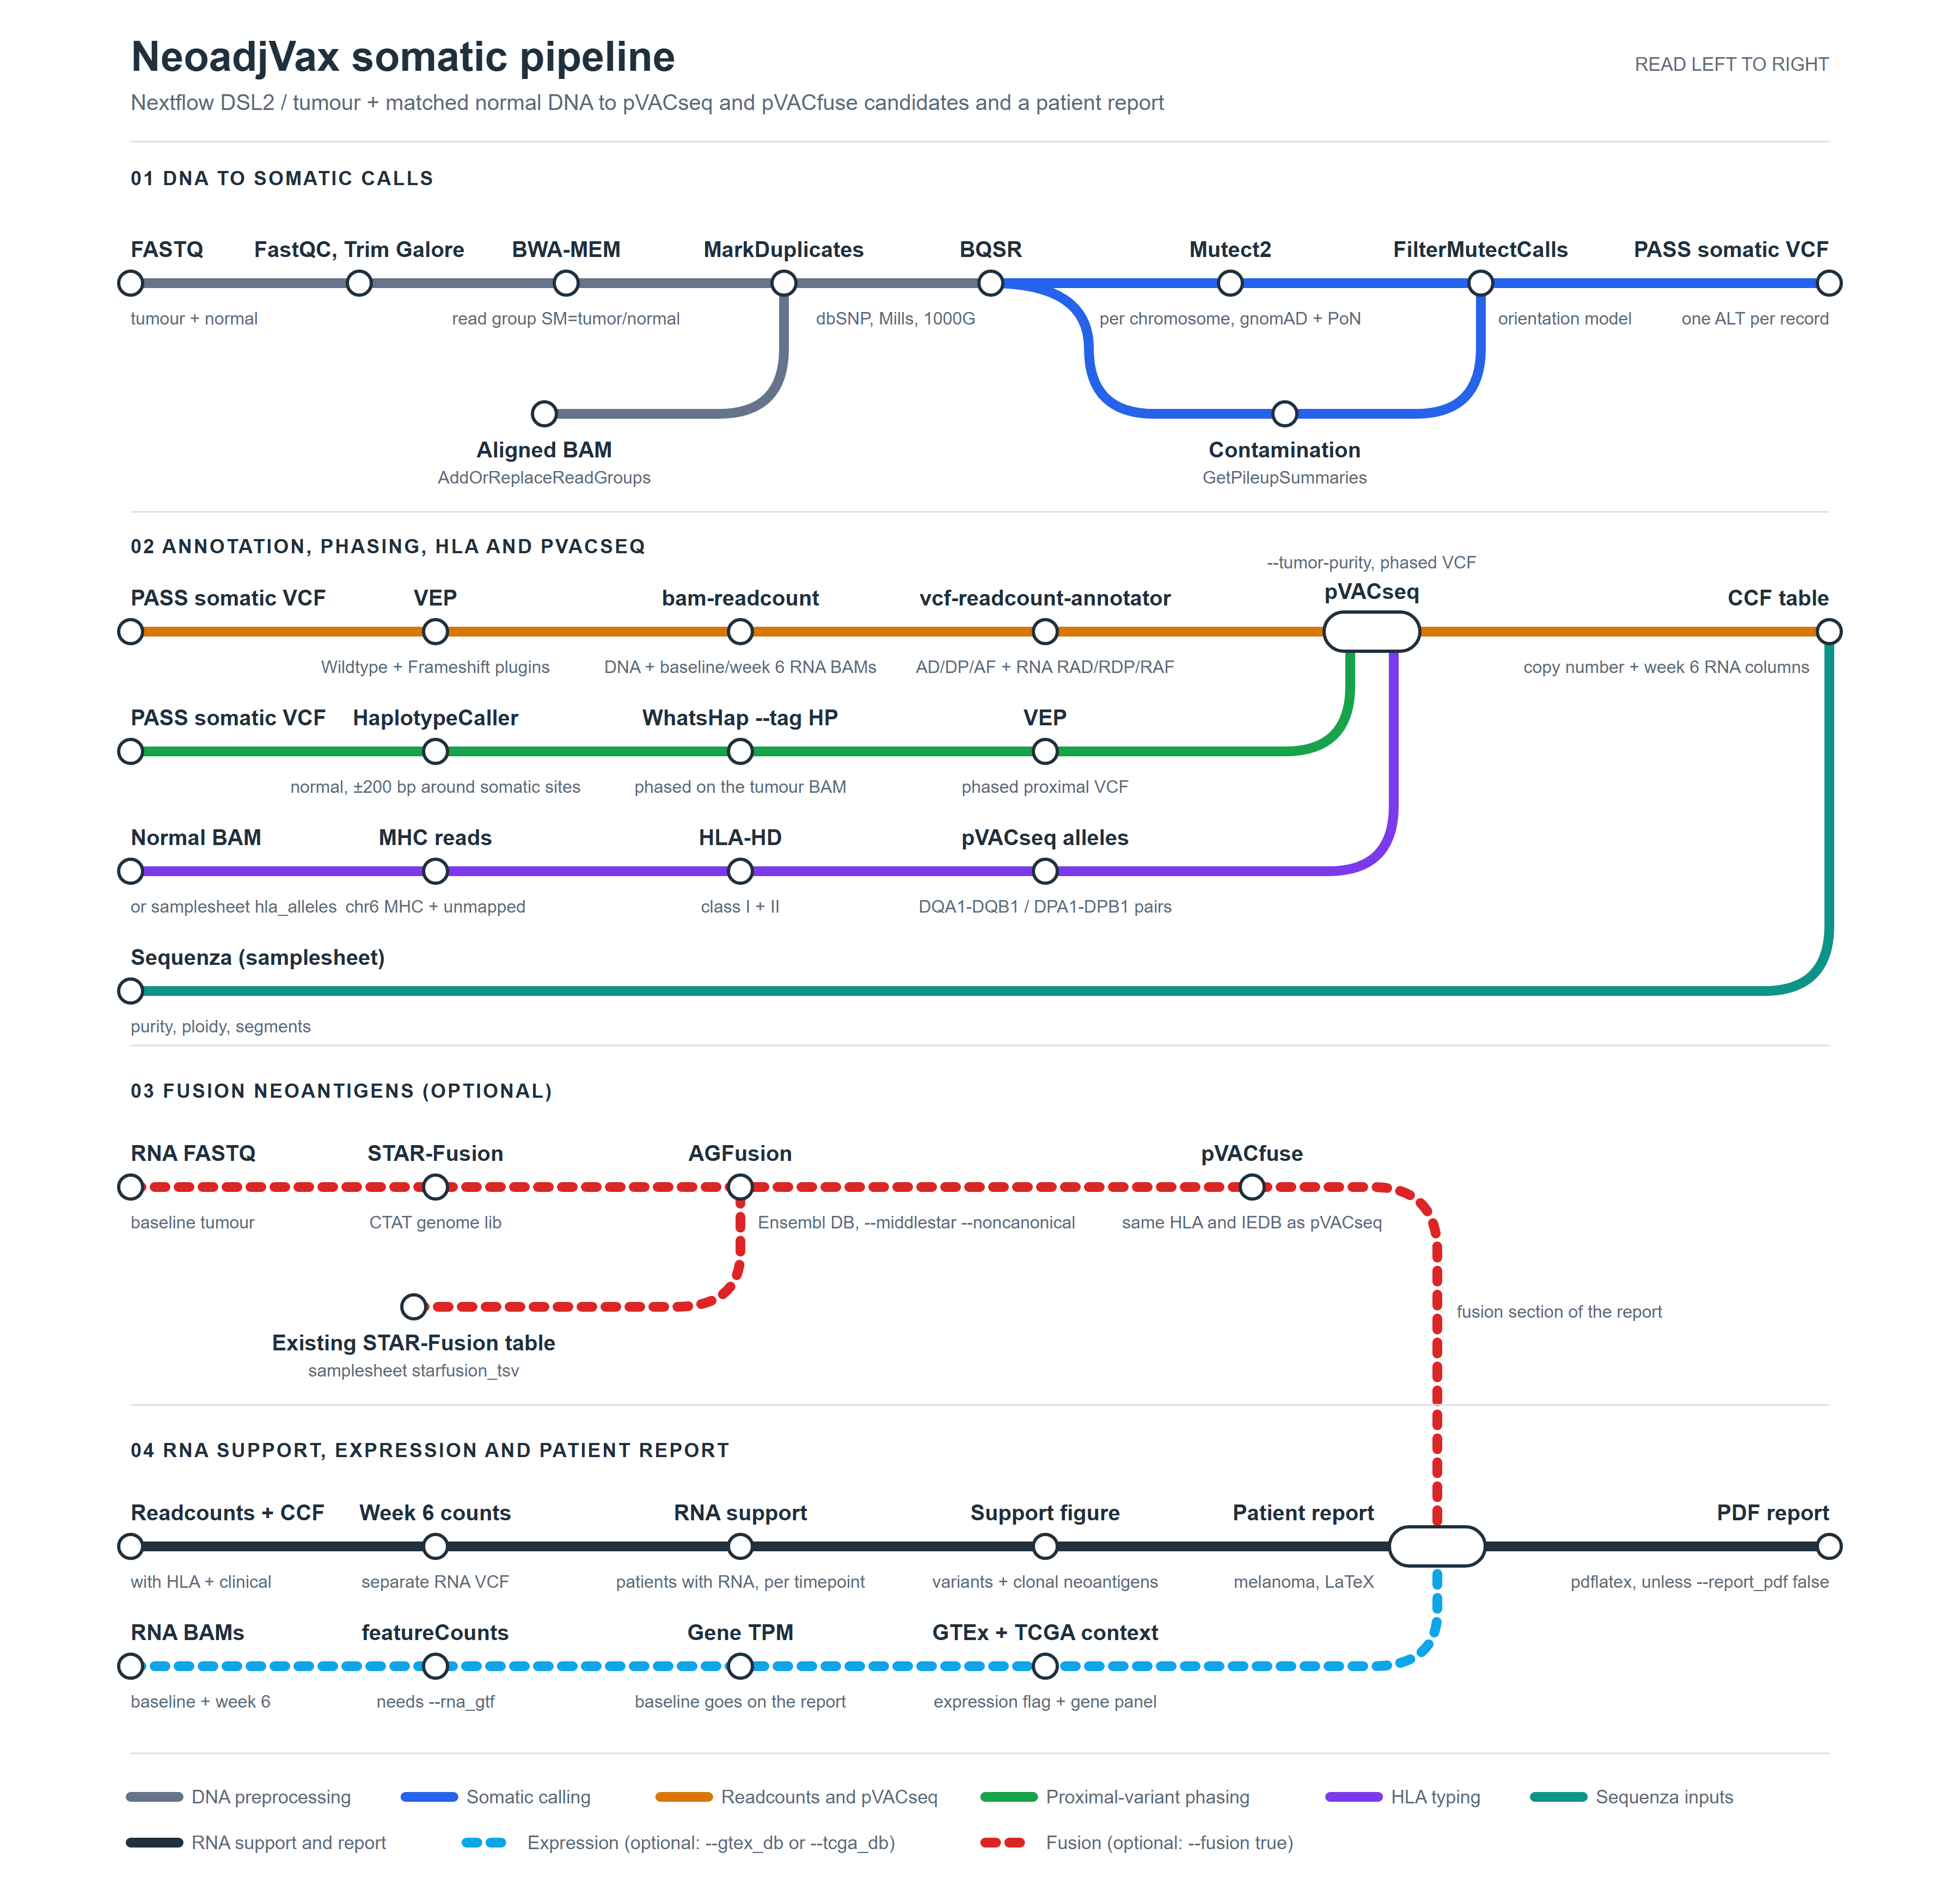 NeoadjVax somatic pipeline
READ LEFT TO RIGHT
Nextflow DSL2 / tumour + matched normal DNA to pVACseq and pVACfuse candidates and a patient report
01 DNA TO SOMATIC CALLS
FASTQ
FastQC, Trim Galore
BWA-MEM
MarkDuplicates
BQSR
Mutect2
FilterMutectCalls
PASS somatic VCF
tumour + normal
read group SM=tumor/normal
dbSNP, Mills, 1000G
per chromosome, gnomAD + PoN
orientation model
one ALT per record
Aligned BAM
AddOrReplaceReadGroups
Contamination
GetPileupSummaries
02 ANNOTATION, PHASING, HLA AND PVACSEQ
--tumor-purity, phased VCF
PASS somatic VCF
VEP
bam-readcount
vcf-readcount-annotator
pVACseq
CCF table
Wildtype + Frameshift plugins
DNA + baseline/week 6 RNA BAMs
AD/DP/AF + RNA RAD/RDP/RAF
copy number + week 6 RNA columns
PASS somatic VCF
HaplotypeCaller
WhatsHap --tag HP
VEP
normal, ±200 bp around somatic sites
phased on the tumour BAM
phased proximal VCF
Normal BAM
MHC reads
HLA-HD
pVACseq alleles
or samplesheet hla_alleles
chr6 MHC + unmapped
class I + II
DQA1-DQB1 / DPA1-DPB1 pairs
Sequenza (samplesheet)
purity, ploidy, segments
03 FUSION NEOANTIGENS (OPTIONAL)
RNA FASTQ
STAR-Fusion
AGFusion
pVACfuse
baseline tumour
CTAT genome lib
Ensembl DB, --middlestar --noncanonical
same HLA and IEDB as pVACseq
fusion section of the report
Existing STAR-Fusion table
samplesheet starfusion_tsv
04 RNA SUPPORT, EXPRESSION AND PATIENT REPORT
Readcounts + CCF
Week 6 counts
RNA support
Support figure
Patient report
PDF report
with HLA + clinical
separate RNA VCF
patients with RNA, per timepoint
variants + clonal neoantigens
melanoma, LaTeX
pdflatex, unless --report_pdf false
RNA BAMs
featureCounts
Gene TPM
GTEx + TCGA context
baseline + week 6
needs --rna_gtf
baseline goes on the report
expression flag + gene panel
DNA preprocessing
Somatic calling
Readcounts and pVACseq
Proximal-variant phasing
HLA typing
Sequenza inputs
RNA support and report
Expression (optional: --gtex_db or --tcga_db)
Fusion (optional: --fusion true)